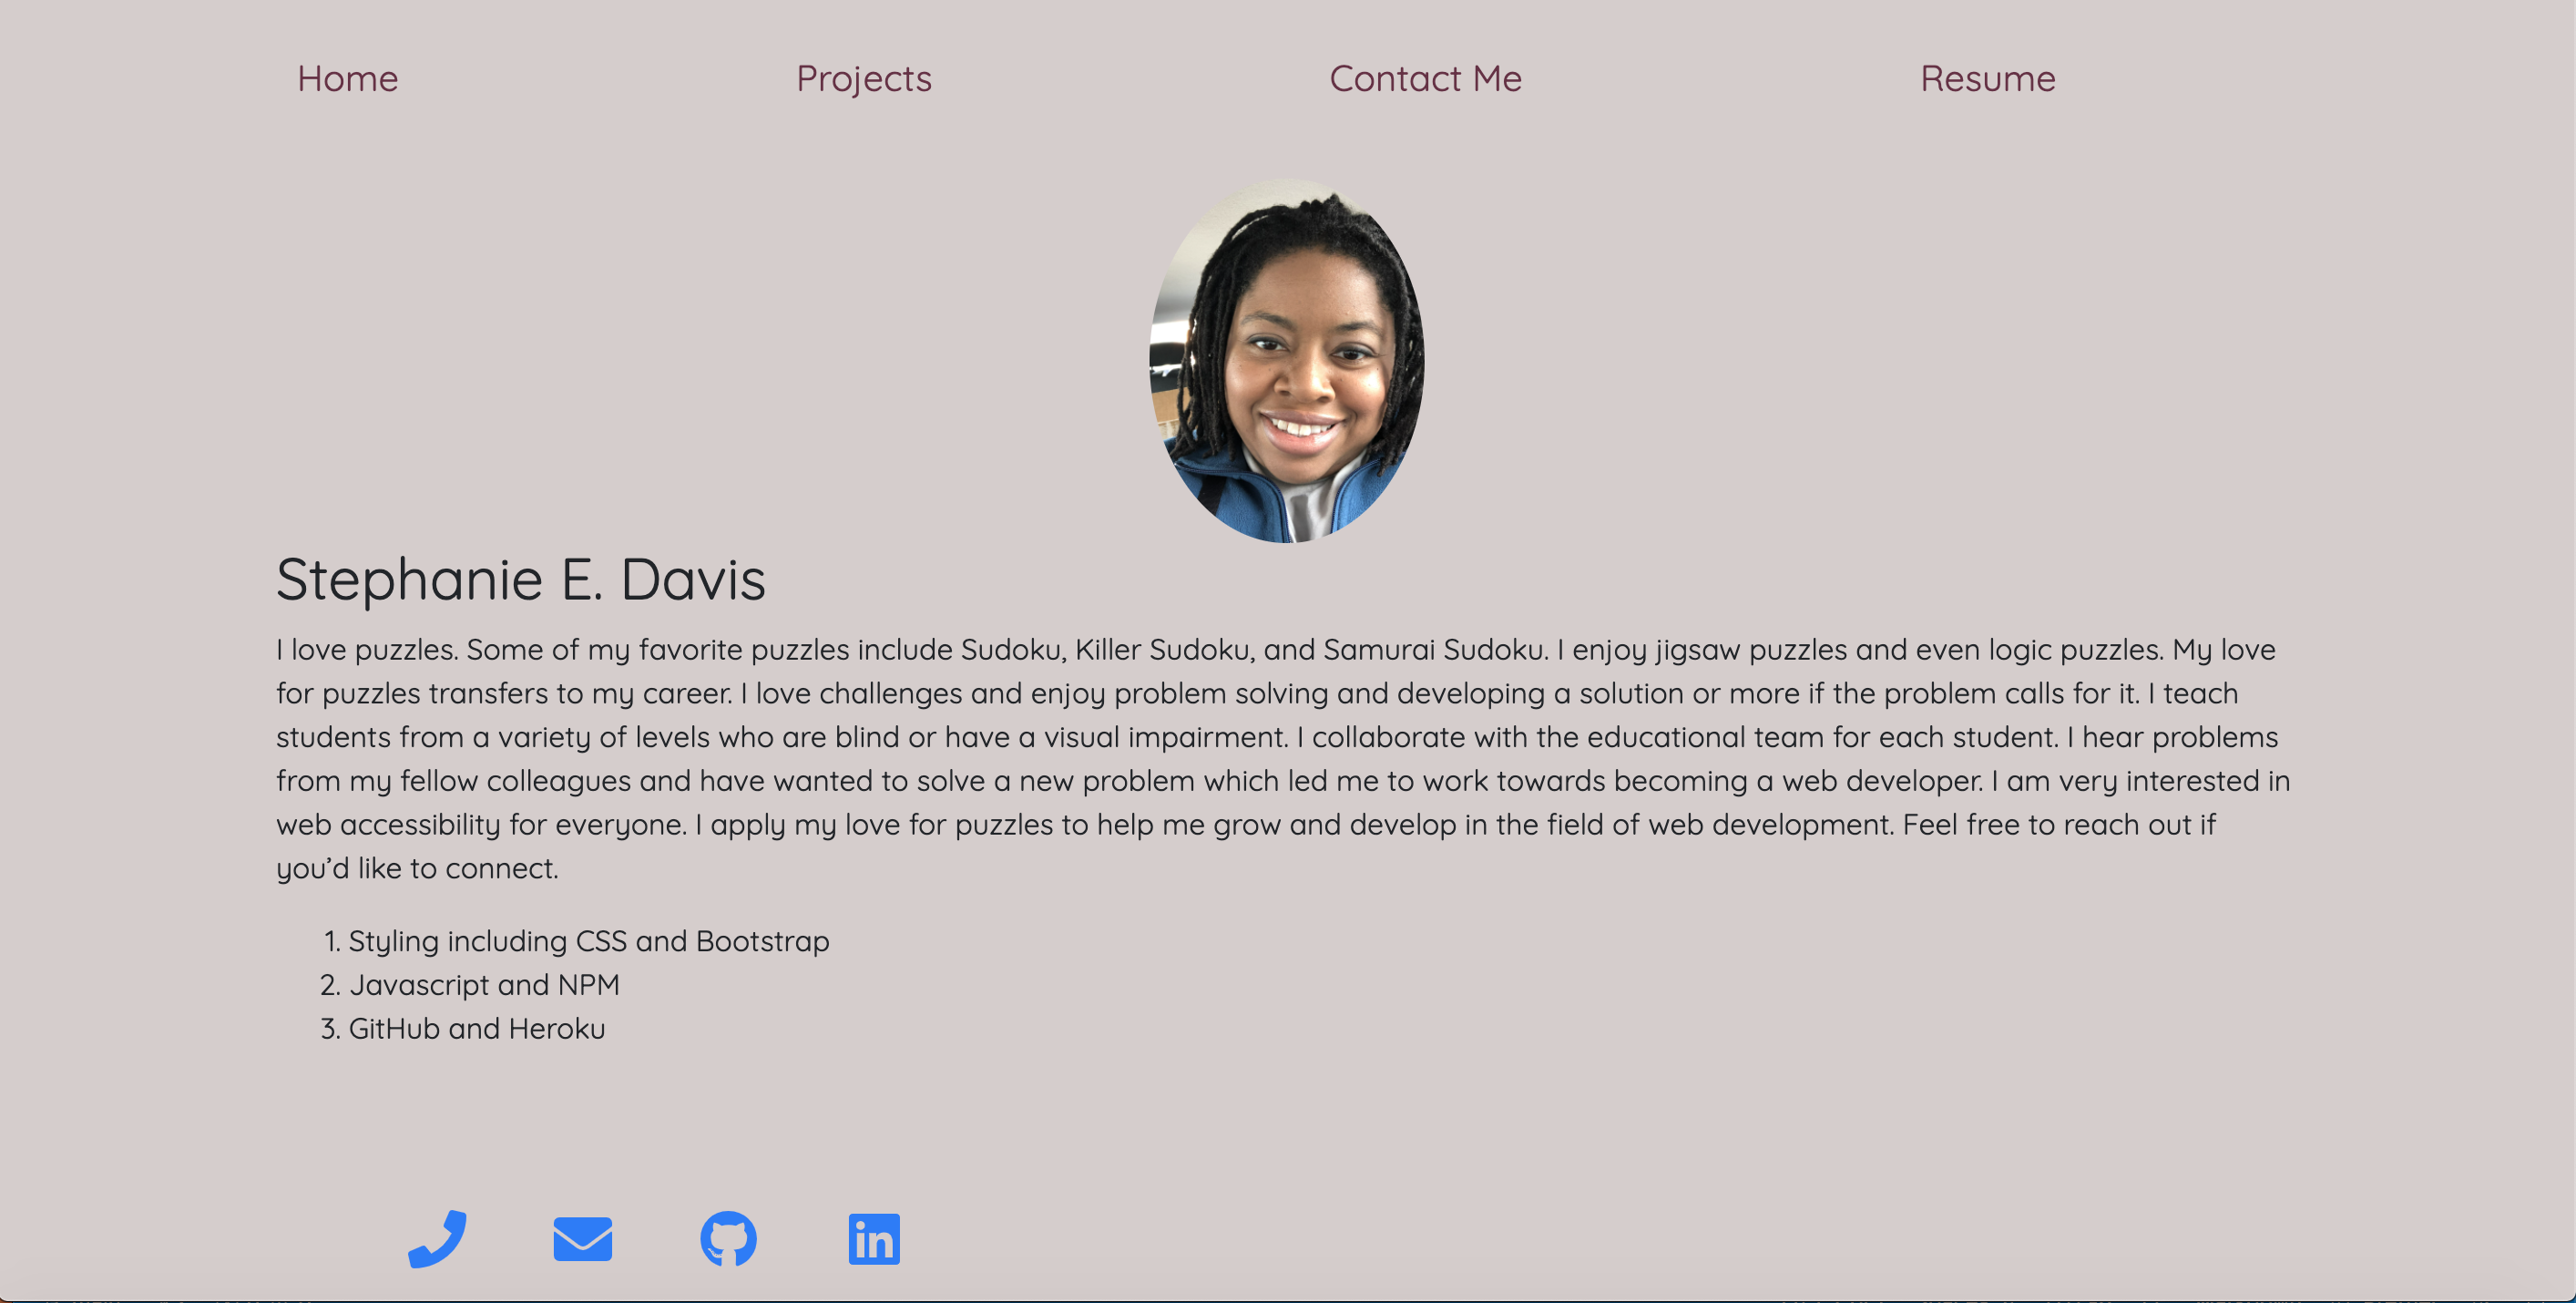 Home Projects Contact Me Resume
Stephanie E. Davis
I love puzzles. Some of my favorite puzzles include Sudoku, Killer Sudoku, and Samurai Sudoku. I enjoy jigsaw puzzles and even logic puzzles. My love
for puzzles transfers to my career. I love challenges and enjoy problem solving and developing a solution or more if the problem calls for it. I teach
students from a variety of levels who are blind or have a visual impairment. I collaborate with the educational team for each student. I hear problems
from my fellow colleagues and have wanted to solve a new problem which led me to work towards becoming a web developer. I am very interested in
web accessibility for everyone. I apply my love for puzzles to help me grow and develop in the field of web development. Feel free to reach out if
you’d like to connect.
1. Styling including CSS and Bootstrap
2. Javascript and NPM
3. GitHub and Heroku
in